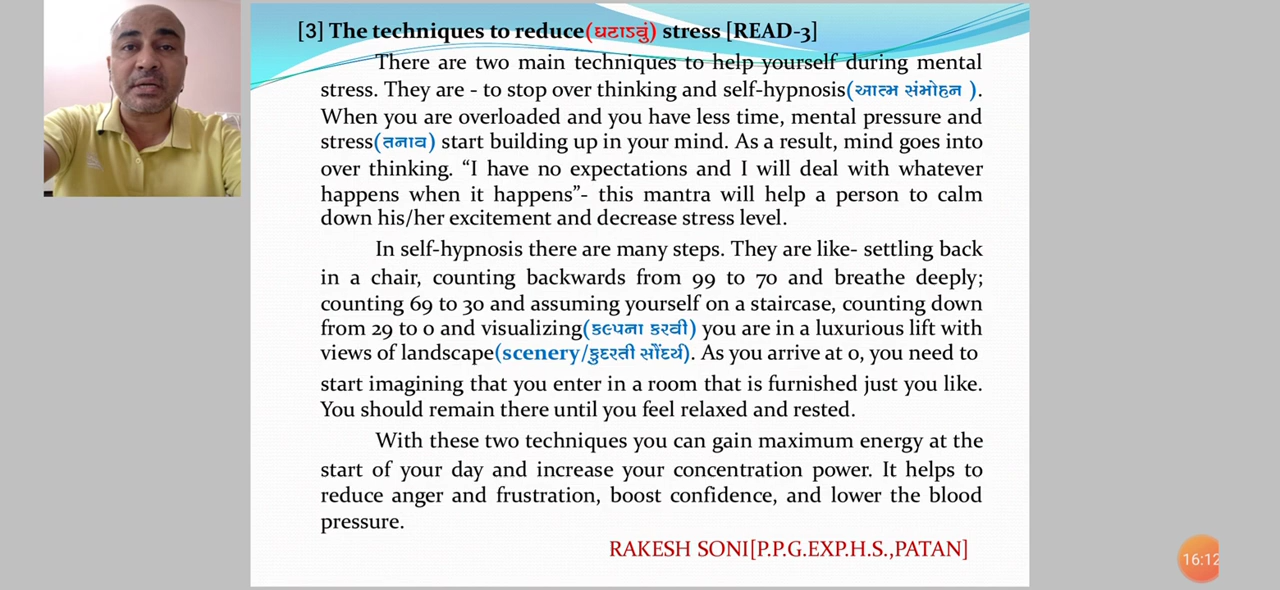 [3] The techniques to reduce(ઘટાડવું) stress [READ-3]
There are two main techniques to help yourself during mental
stress. They are - to stop over thinking and self-hypnosis(આત્મ સંમોહન ).
When you are overloaded and you have less time, mental pressure and
stress(તનાવ) start building up in your mind. As a result, mind goes into
over thinking. “I have no expectations and I will deal with whatever
happens when it happens”- this mantra will help a person to calm
down his/her excitement and decrease stress level.
In self-hypnosis there are many steps. They are like- settling back
in a chair, counting backwards from 99 to 70 and breathe deeply;
counting 69 to 30 and assuming yourself on a staircase, counting down
from 29 to 0 and visualizing(કલ્પના કરવી) you are in a luxurious lift with
views of landscape(scenery/કુદરતી સૌંદર્ય). As you arrive at 0, you need to
start imagining that you enter in a room that is furnished just you like.
You should remain there until you feel relaxed and rested.
With these two techniques you can gain maximum energy at the
start of your day and increase your concentration power. It helps to
reduce anger and frustration, boost confidence, and lower the blood
pressure.
RAKESH SONI[P.P.G.EXP.H.S.,PATAN]
16:12